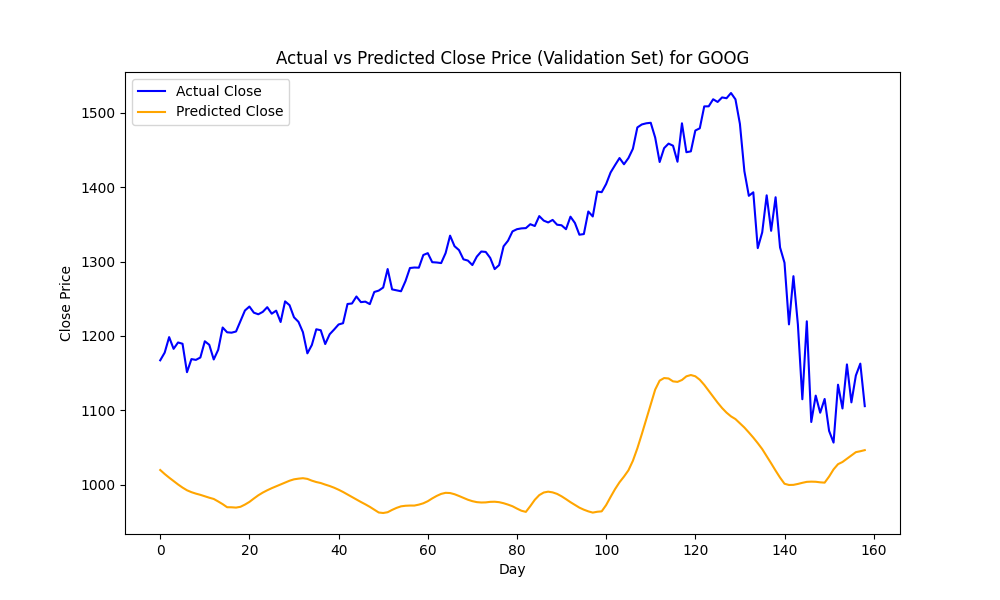 Actual vs Predicted Close Price (Validation Set) for GOOG
Actual Close
Predicted Close
Close Price
1500
1400
1300
1200
1100
1000
0 20 40 60 80 100 120 140 160
Day